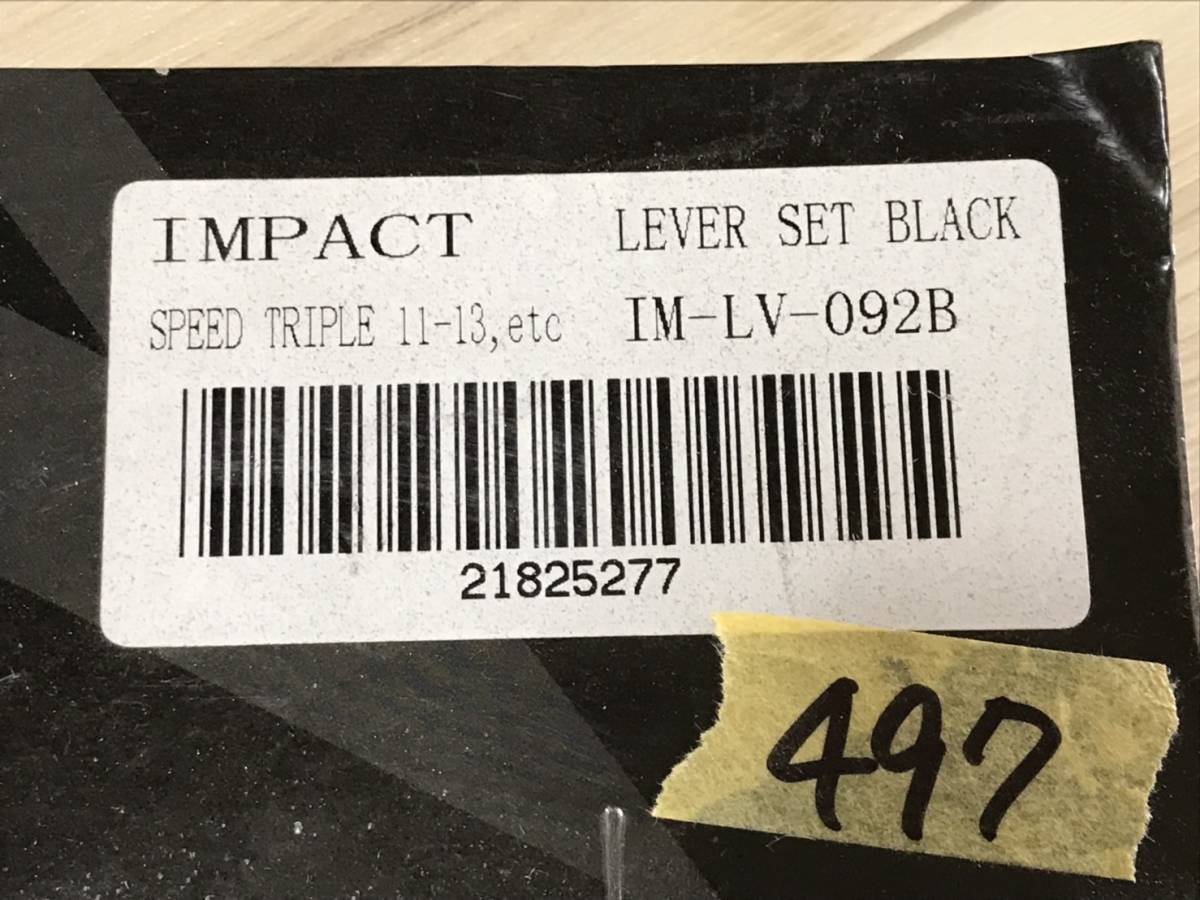 IMPACT LEVER SET BLACK
SPEED TRIPLE 11-13,etc IM-LV-092B
21825277
497